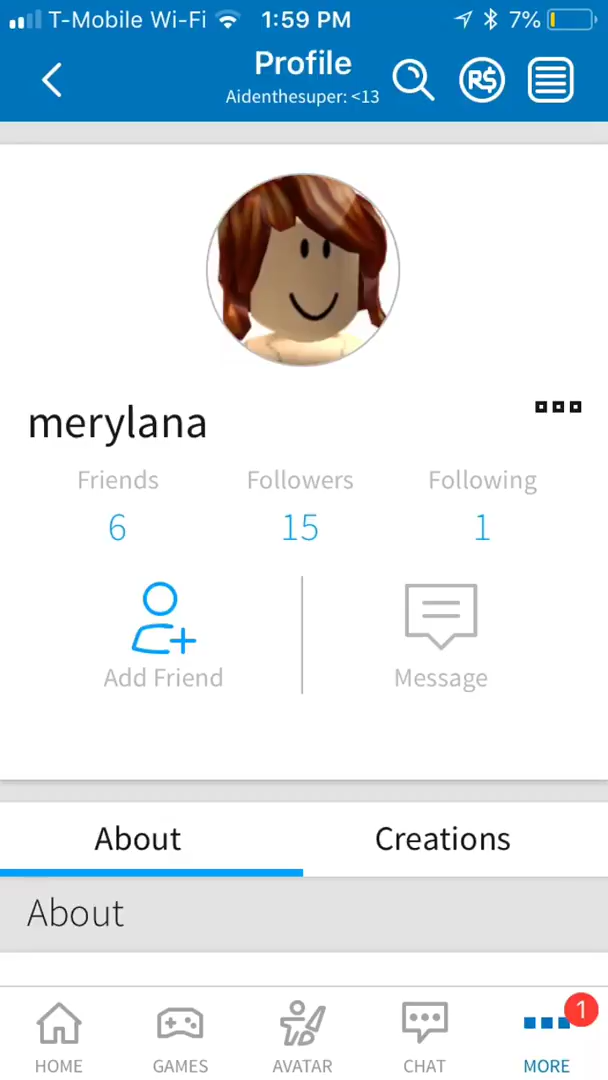 T-Mobile Wi-Fi 1:59 PM 7%
Profile
Aidenthesuper: <13
R$
merylana
Friends Followers Following
6 15 1
Add Friend Message
About Creations
About
1
HOME GAMES AVATAR CHAT MORE